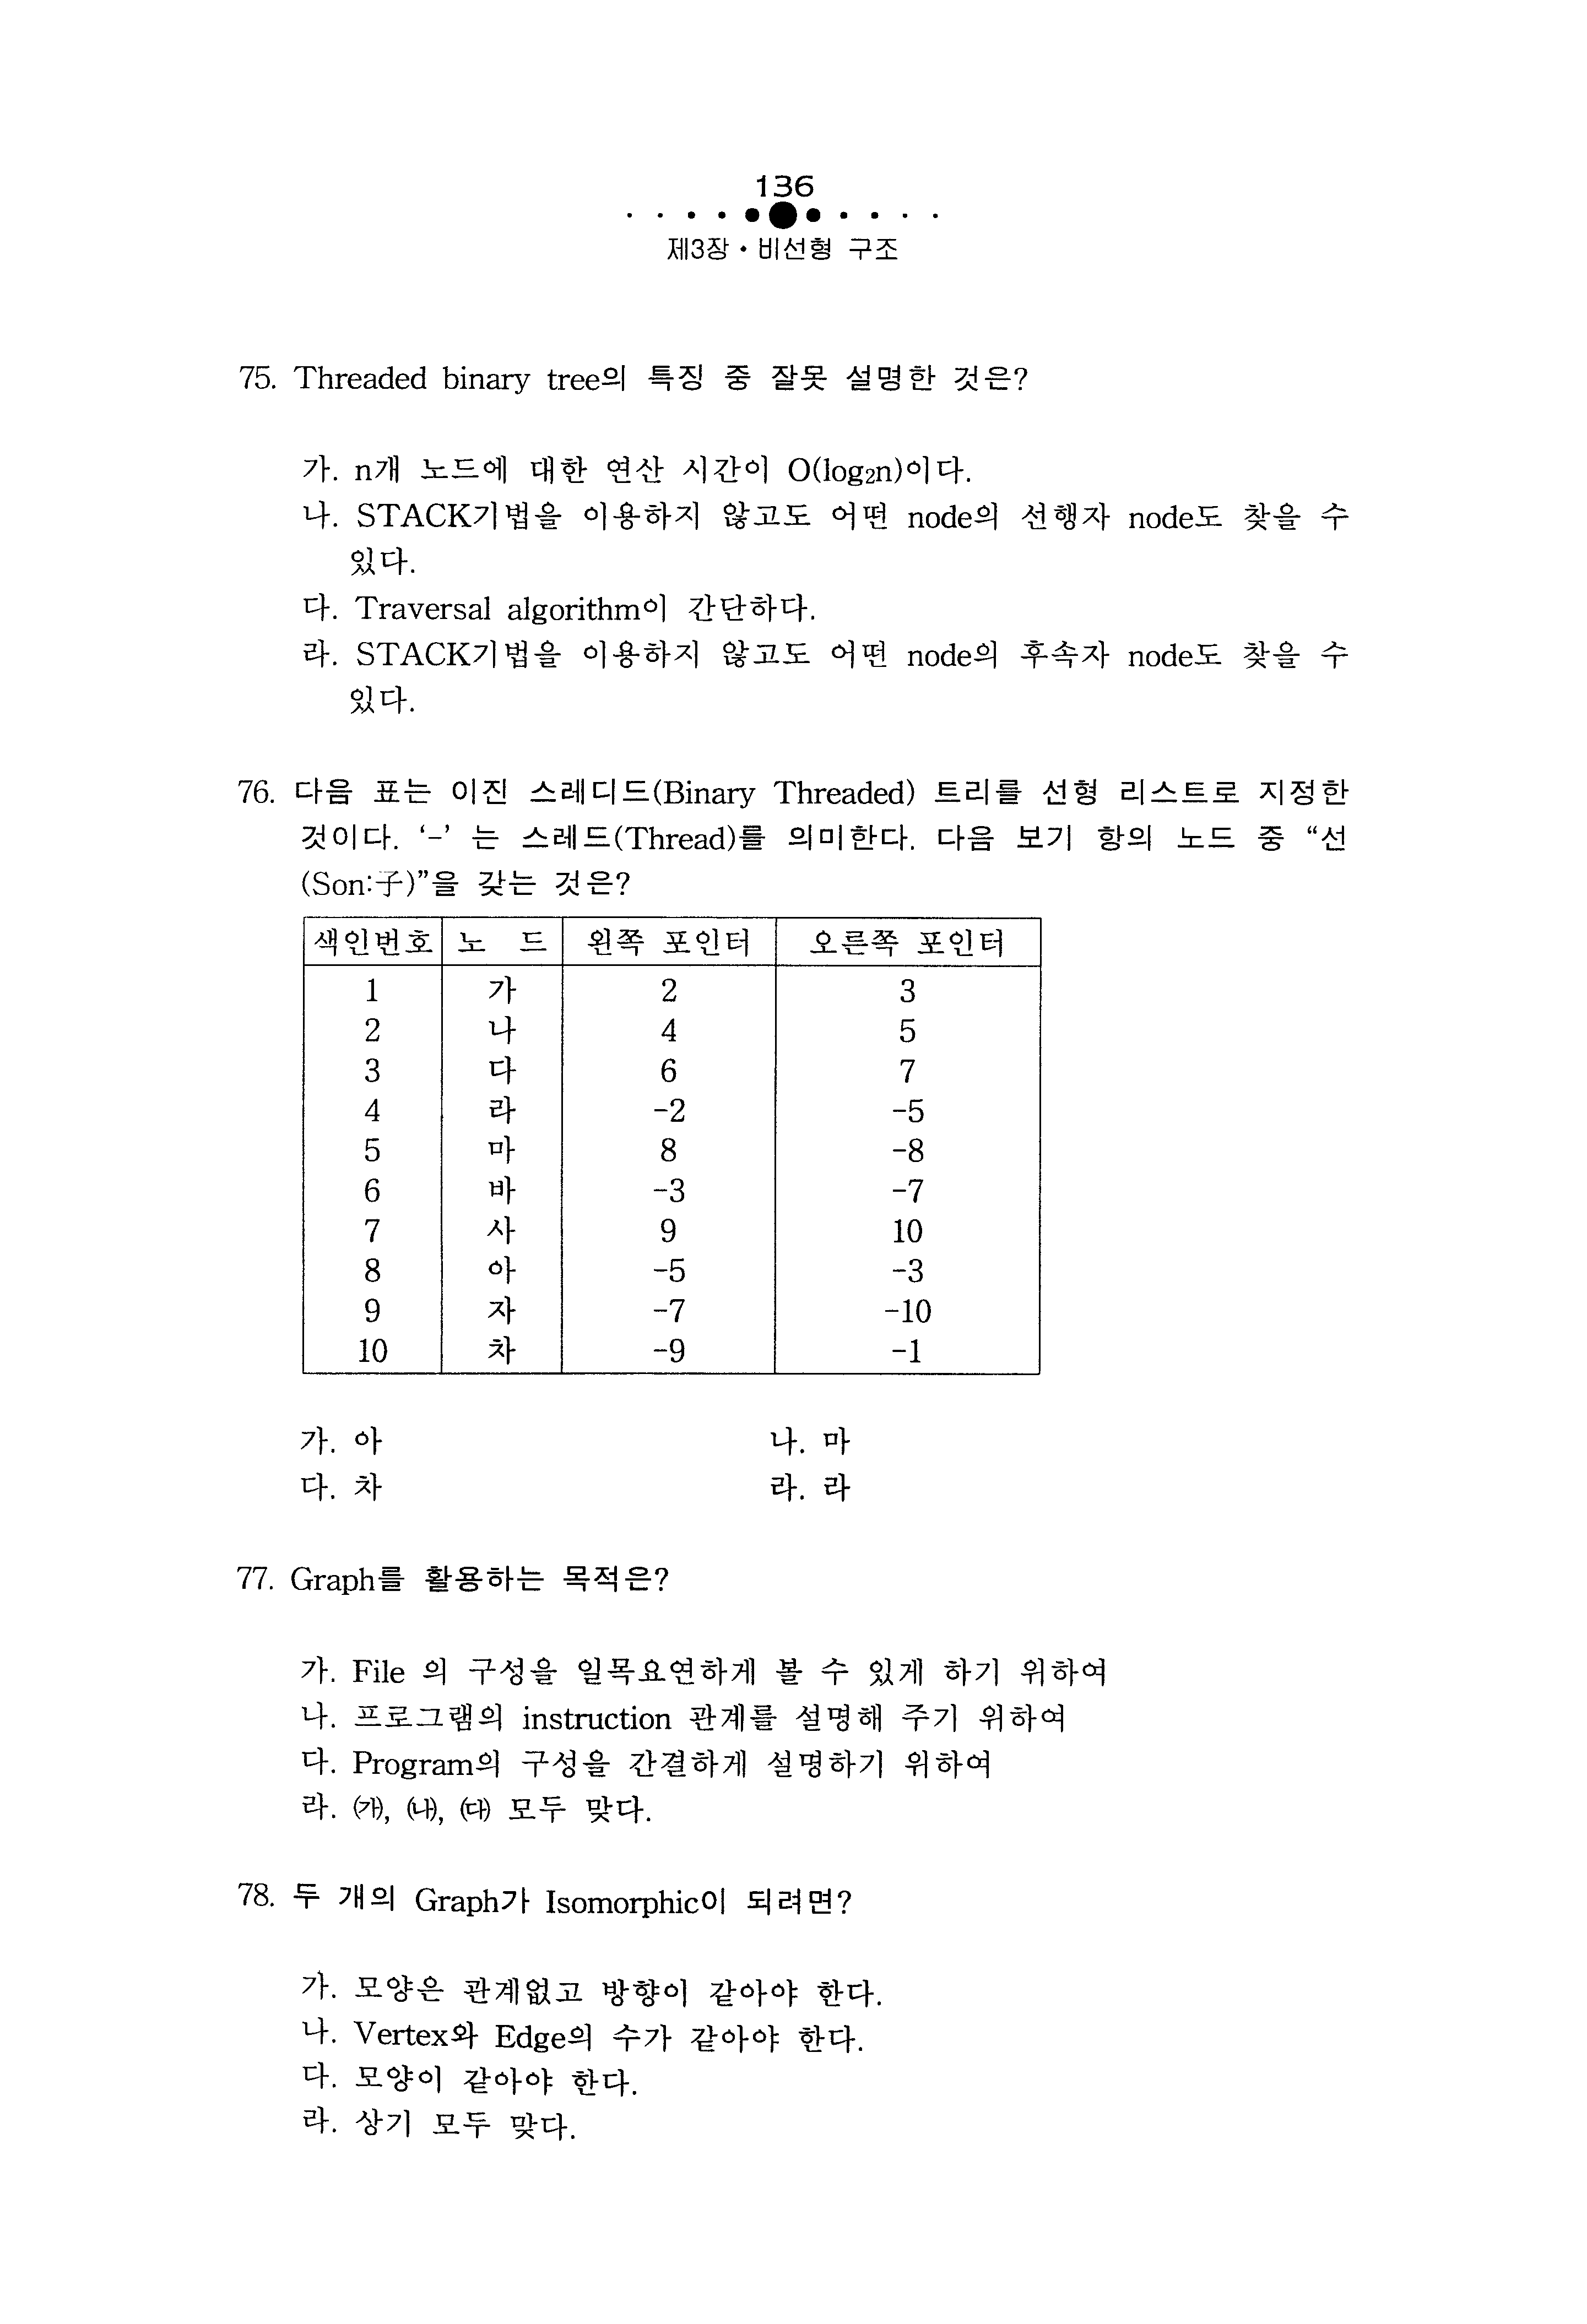 136
제3장 • 비선형 구조
75. Threaded binary tree의 특징 중 잘못 설명한 것은?
가. n개 노드에 대한 연산 시간이 O(log₂n)이다.
나. STACK기법을 이용하지 않고도 어떤 node의 선행자 node도 찾을 수
있다.
다. Traversal algorithm이 간단하다.
라. STACK기법을 이용하지 않고도 어떤 node의 후속자 node도 찾을 수
있다.
76. 다음 표는 이진 스레디드(Binary Threaded) 트리를 선형 리스트로 지정한
것이다. ‘-’ 는 스레드(Thread)를 의미한다. 다음 보기 항의 노드 중 “선
(Son:子)”을 갖는 것은?
색인번호 노 드 왼쪽 포인터 오른쪽 포인터
1 가 2 3
2 나 4 5
3 다 6 7
4 라 -2 -5
5 마 8 -8
6 바 -3 -7
7 사 9 10
8 아 -5 -3
9 자 -7 -10
10 차 -9 -1
가. 아 나. 마
다. 차 라. 라
77. Graph를 활용하는 목적은?
가. File 의 구성을 일목요연하게 볼 수 있게 하기 위하여
나. 프로그램의 instruction 관계를 설명해 주기 위하여
다. Program의 구성을 간결하게 설명하기 위하여
라. ㈎, ㈏, ㈐ 모두 맞다.
78. 두 개의 Graph가 Isomorphic이 되려면?
가. 모양은 관계없고 방향이 같아야 한다.
나. Vertex와 Edge의 수가 같아야 한다.
다. 모양이 같아야 한다.
라. 상기 모두 맞다.